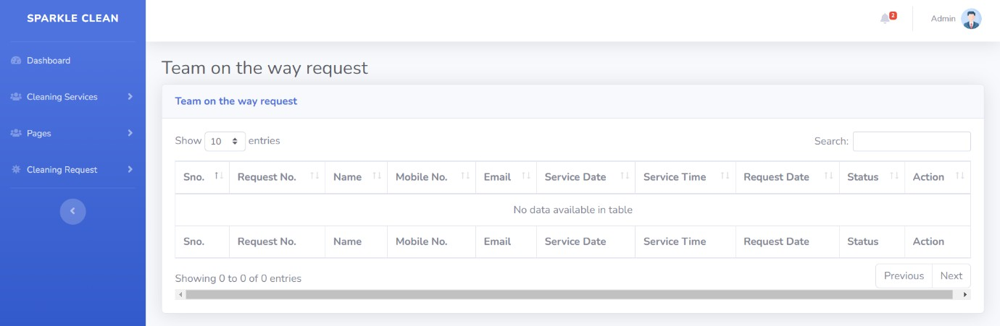 SPARKLE CLEAN
2
Admin
Dashboard
Cleaning Services
Pages
Cleaning Request
Team on the way request
Team on the way request
Show 10 entries Search:
Sno. Request No. Name Mobile No. Email Service Date Service Time Request Date Status Action
No data available in table
Sno. Request No. Name Mobile No. Email Service Date Service Time Request Date Status Action
Showing 0 to 0 of 0 entries
Previous Next